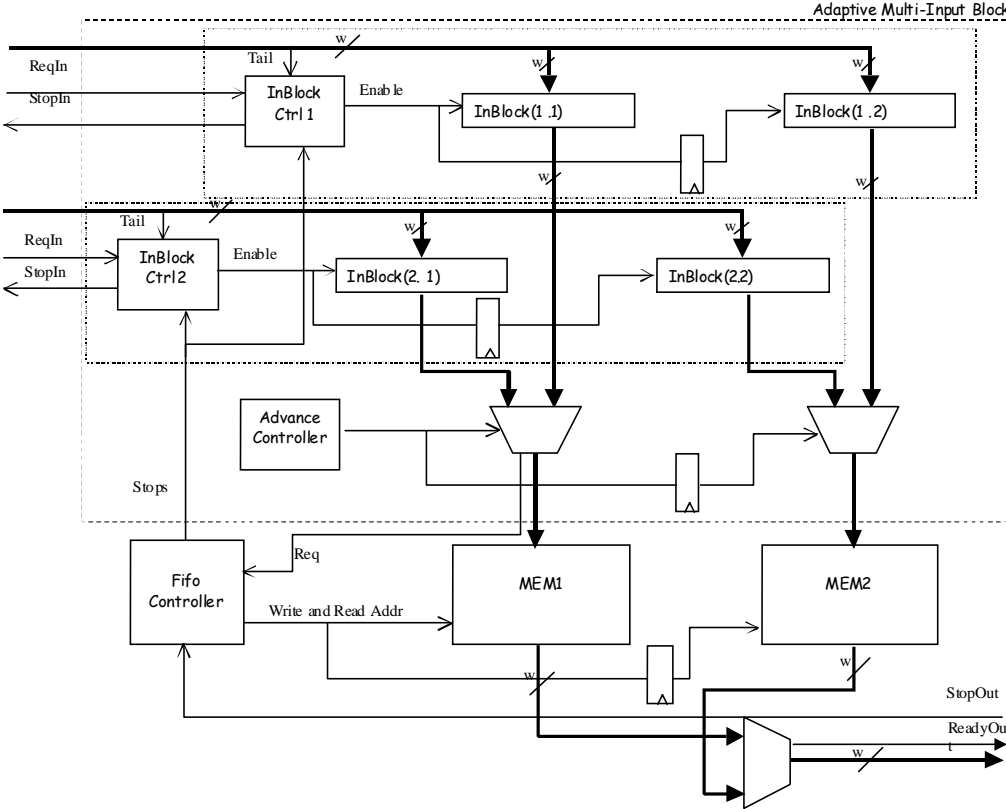 Adaptive Multi-Input Block
w
Tail
w
w
ReqIn
StopIn
InBlock
Ctrl 1
Enable
InBlock(1 .1)
InBlock(1 .2)
w
w
w
Tail
w
w
ReqIn
StopIn
InBlock
Ctrl2
Enable
InBlock(2. 1)
InBlock(2.2)
Advance
Controller
Stops
Req
Fifo
Controller
MEM1
MEM2
Write and Read Addr
w
w
StopOut
ReadyOu
t
w